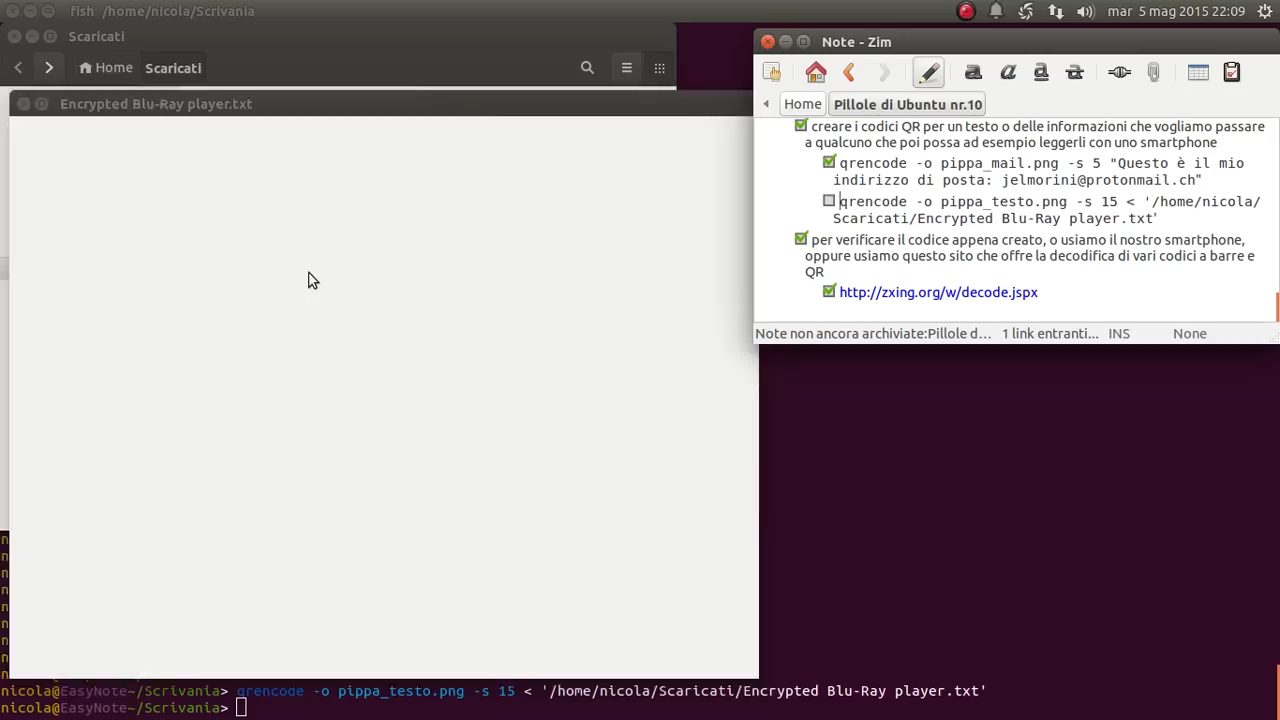 fish /home/nicola/Scrivania
mar 5 mag 2015 22:09
Scaricati
Home
Scaricati
Encrypted Blu-Ray player.txt
Note - Zim
Home
Pillole di Ubuntu nr.10
creare i codici QR per un testo o delle informazioni che vogliamo passare
a qualcuno che poi possa ad esempio leggerli con uno smartphone
qrencode -o pippa_mail.png -s 5 "Questo è il mio
indirizzo di posta: jelmorini@protonmail.ch"
qrencode -o pippa_testo.png -s 15 < '/home/nicola/
Scaricati/Encrypted Blu-Ray player.txt'
per verificare il codice appena creato, o usiamo il nostro smartphone,
oppure usiamo questo sito che offre la decodifica di vari codici a barre e
QR
http://zxing.org/w/decode.jspx
Note non ancora archiviate:Pillole d...
1 link entranti...
INS
None
nicola@EasyNote~/Scrivania> qrencode -o pippa_testo.png -s 15 < '/home/nicola/Scaricati/Encrypted Blu-Ray player.txt'
nicola@EasyNote~/Scrivania>